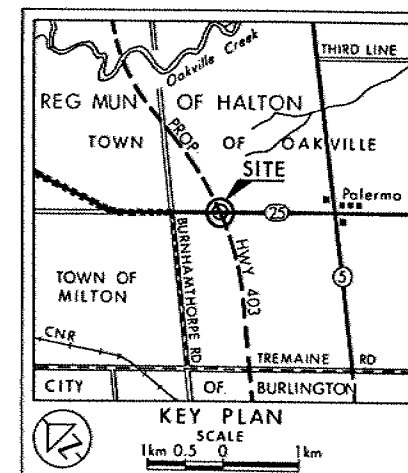 THIRD LINE
Oakville Creek
REG MUN OF HALTON
TOWN OF OAKVILLE
PROP HWY 403
SITE
Palermo
25
BURNHAMTHORPE RD
5
TOWN OF
MILTON
CNR
TREMAINE RD
CITY OF BURLINGTON
KEY PLAN
SCALE
1km 0.5 0 1km
N